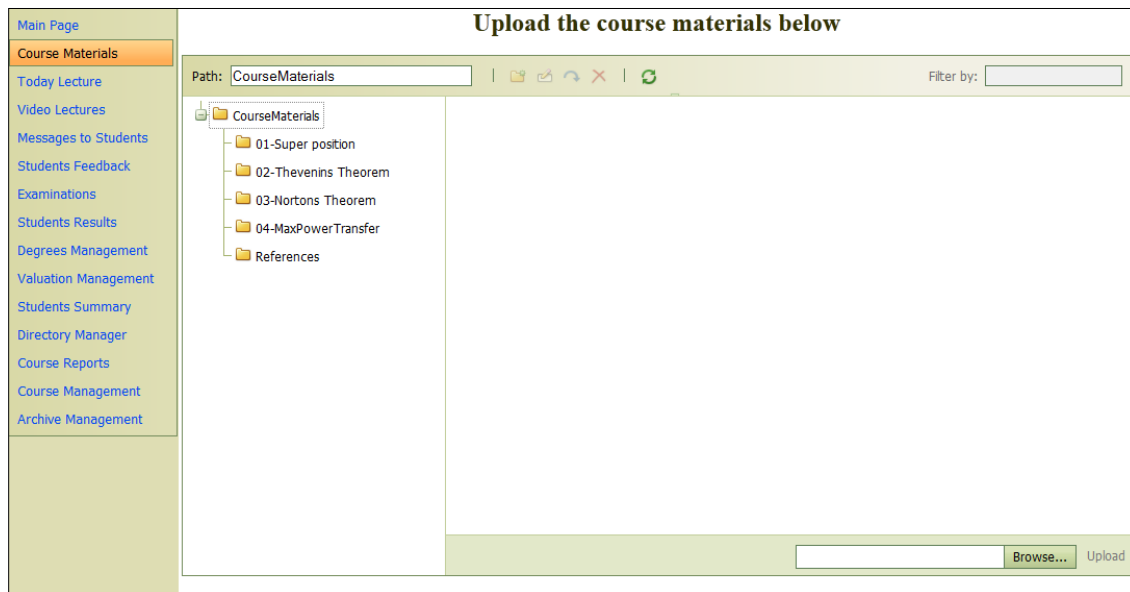 Upload the course materials below
Main Page
Course Materials
Today Lecture
Video Lectures
Messages to Students
Students Feedback
Examinations
Students Results
Degrees Management
Valuation Management
Students Summary
Directory Manager
Course Reports
Course Management
Archive Management
Path: CourseMaterials
Filter by:
CourseMaterials
01-Super position
02-Thevenins Theorem
03-Nortons Theorem
04-MaxPowerTransfer
References
Browse... Upload